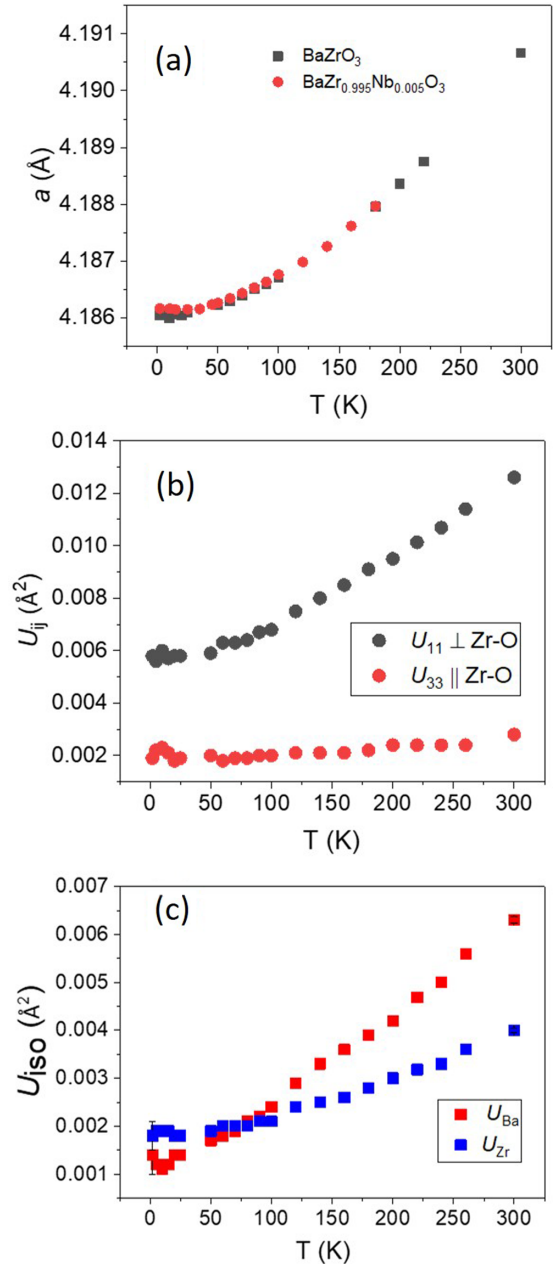 (a)
BaZrO₃
BaZr₀.₉₉₅Nb₀.₀₀₅O₃
4.191
4.190
4.189
4.188
4.187
4.186
a (Å)
0 50 100 150 200 250 300
T (K)
(b)
0.014
0.012
0.010
0.008
0.006
0.004
0.002
Uij (Å²)
U₁₁ ⊥ Zr-O
U₃₃ || Zr-O
0 50 100 150 200 250 300
T (K)
(c)
0.007
0.006
0.005
0.004
0.003
0.002
0.001
Uiso (Å²)
UBa
UZr
0 50 100 150 200 250 300
T (K)